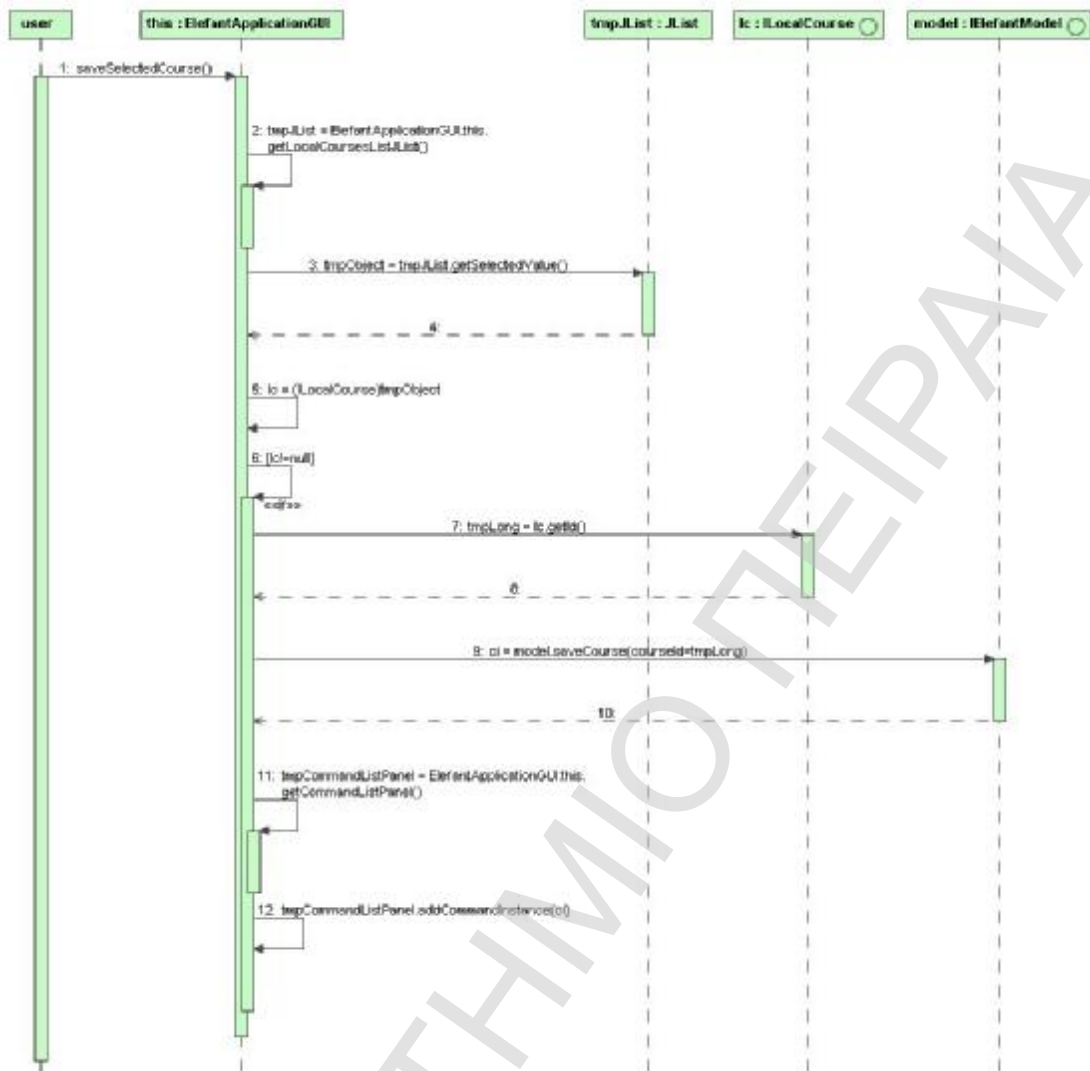 user
this : ElefantApplicationGUI
tmpJList : JList
lc : ILocalCourse
model : IElefantModel
1: saveSelectedCourse()
2: tmpJList = ElefantApplicationGUI.this.
getLocalCoursesListJList()
3: tmpObject = tmpJList.getSelectedValue()
4:
5: lc = (ILocalCourse)tmpObject
6: [lc!=null]
<<if>>
7: tmpLong = lc.getId()
8:
9: ci = model.saveCourse(courseId=tmpLong)
10:
11: tmpCommandListPanel = ElefantApplicationGUI.this.
getCommandListPanel()
12: tmpCommandListPanel.addCommandInstance(ci)
ΤΗΜΙΟ ΠΕΙΡΑΙΑ